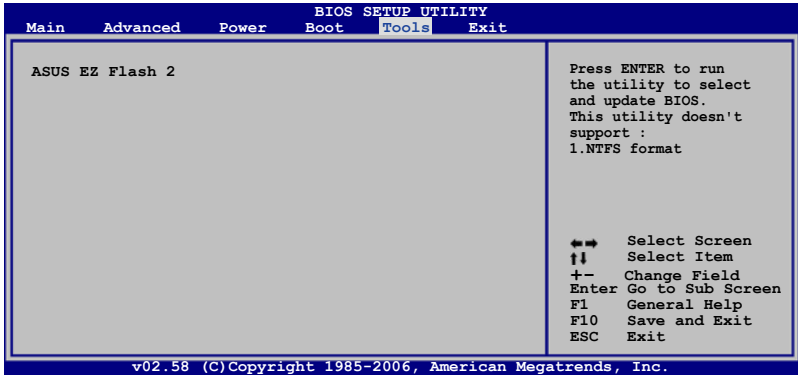 BIOS SETUP UTILITY
Main Advanced Power Boot Tools Exit
ASUS EZ Flash 2
Press ENTER to run
the utility to select
and update BIOS.
This utility doesn't
support :
1.NTFS format
←→ Select Screen
↑↓ Select Item
+- Change Field
Enter Go to Sub Screen
F1 General Help
F10 Save and Exit
ESC Exit
v02.58 (C)Copyright 1985-2006, American Megatrends, Inc.